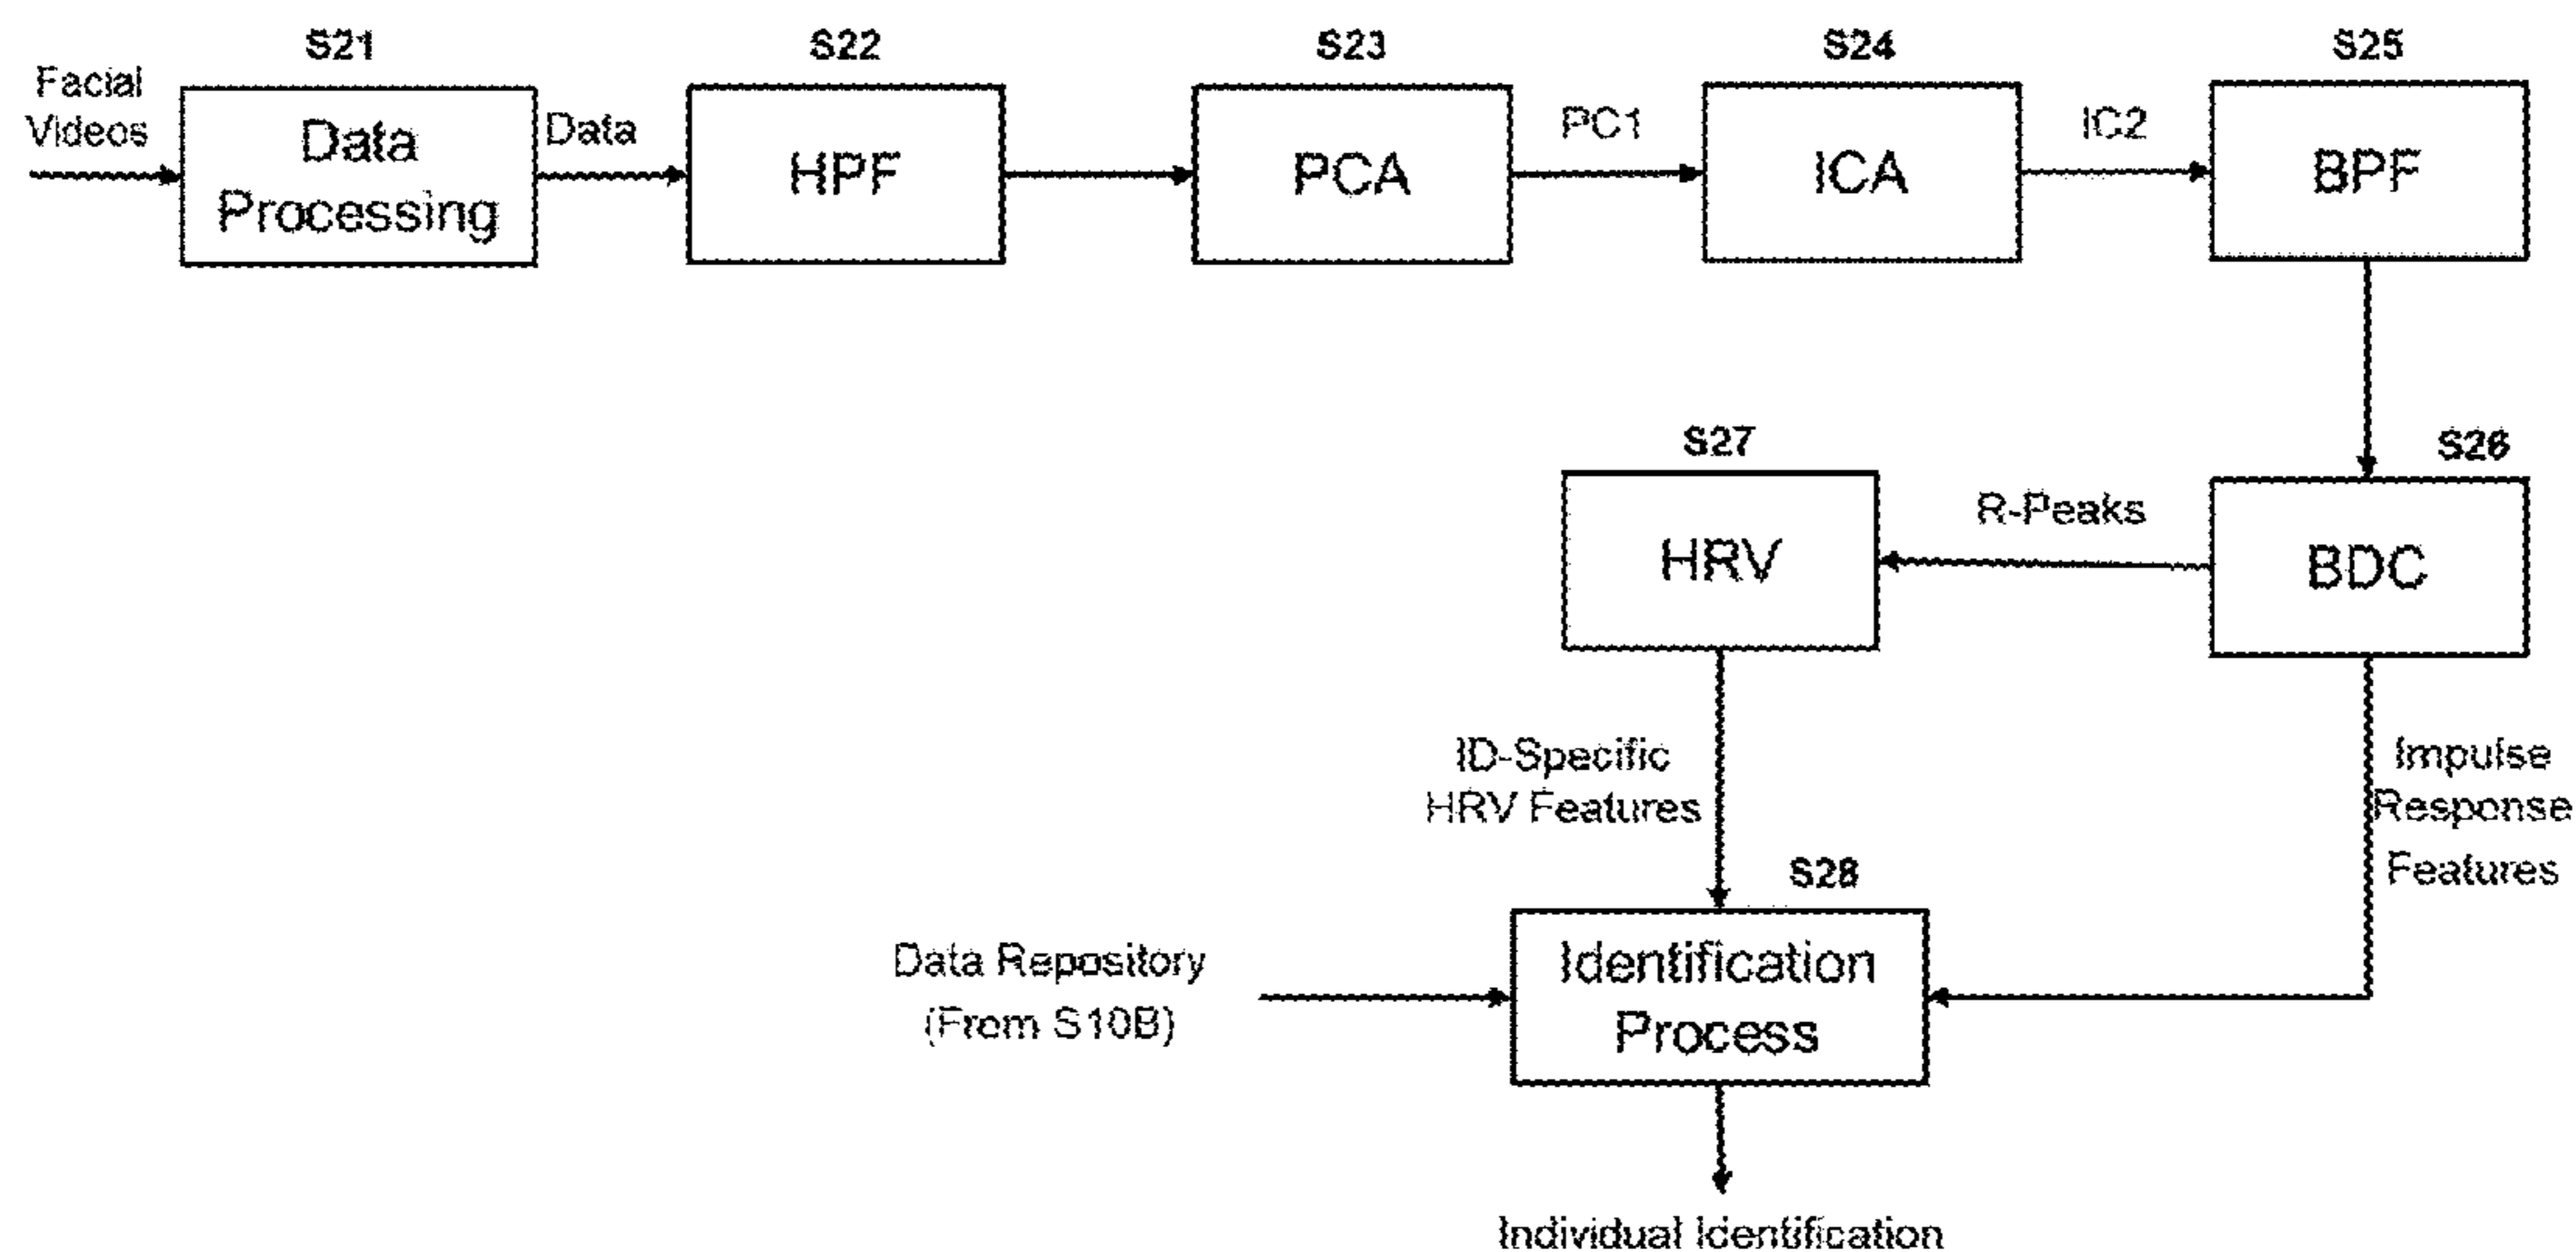 S21
S22
S23
S24
S25
Facial
Videos
Data
Processing
Data
HPF
PCA
PC1
ICA
IC2
BPF
S27
S26
HRV
R-Peaks
BDC
ID-Specific
HRV Features
Impulse
Response
Features
S28
Data Repository
(From S10B)
Identification
Process
Individual Identification